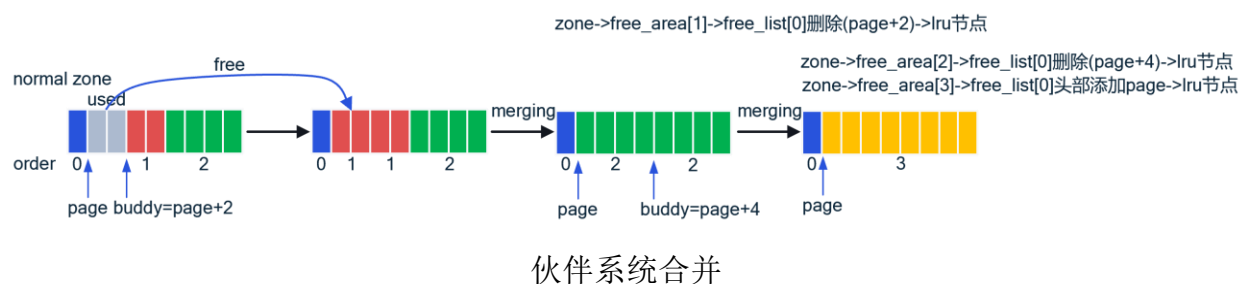 zone->free_area[1]->free_list[0]删除(page+2)->lru节点
zone->free_area[2]->free_list[0]删除(page+4)->lru节点
zone->free_area[3]->free_list[0]头部添加page->lru节点
free
normal zone
used
merging
merging
order
0
1
2
0
1
1
2
0
2
2
0
3
page
buddy=page+2
page
buddy=page+4
page
伙伴系统合并